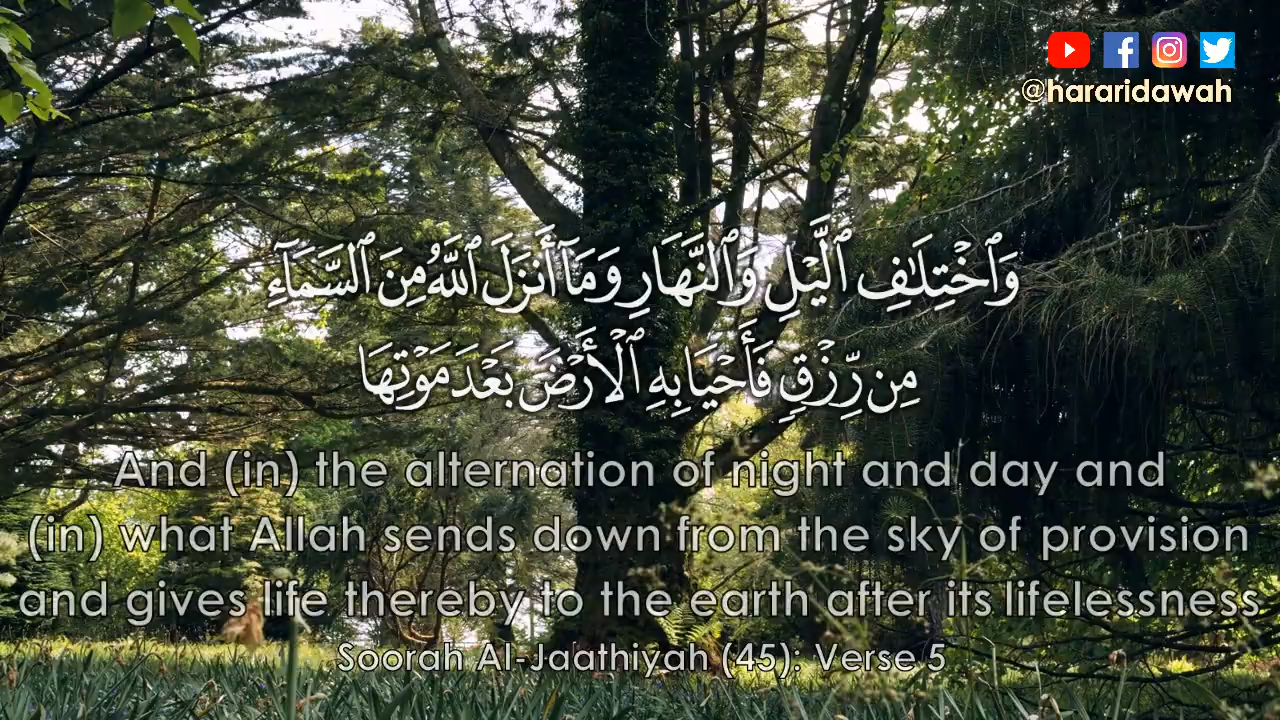 @hararidawah
وَٱخْتِلَٰفِ ٱلَّيْلِ وَٱلنَّهَارِ وَمَآ أَنزَلَ ٱللَّهُ مِنَ ٱلسَّمَآءِ
مِن رِّزْقٍ فَأَحْيَا بِهِ ٱلْأَرْضَ بَعْدَ مَوْتِهَا
And (in) the alternation of night and day and
(in) what Allah sends down from the sky of provision
and gives life thereby to the earth after its lifelessness
Soorah Al-Jaathiyah (45): Verse 5